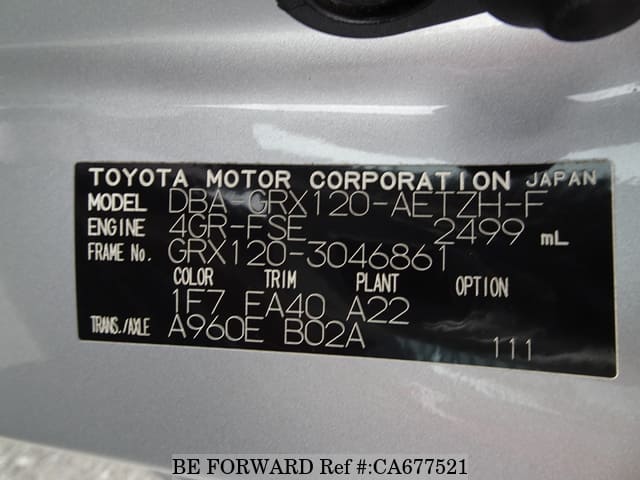 TOYOTA MOTOR CORPORATION JAPAN
MODEL DBA-GRX120-AETZH-F
ENGINE 4GR-FSE 2499 mL
FRAME No. GRX120-3046861
COLOR TRIM PLANT OPTION
1F7 FA40 A22
TRANS./AXLE A960E B02A
111
BE FORWARD Ref #:CA677521